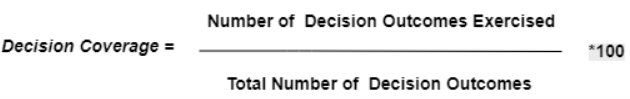 Number of Decision Outcomes Exercised
Decision Coverage =
*100
Total Number of Decision Outcomes